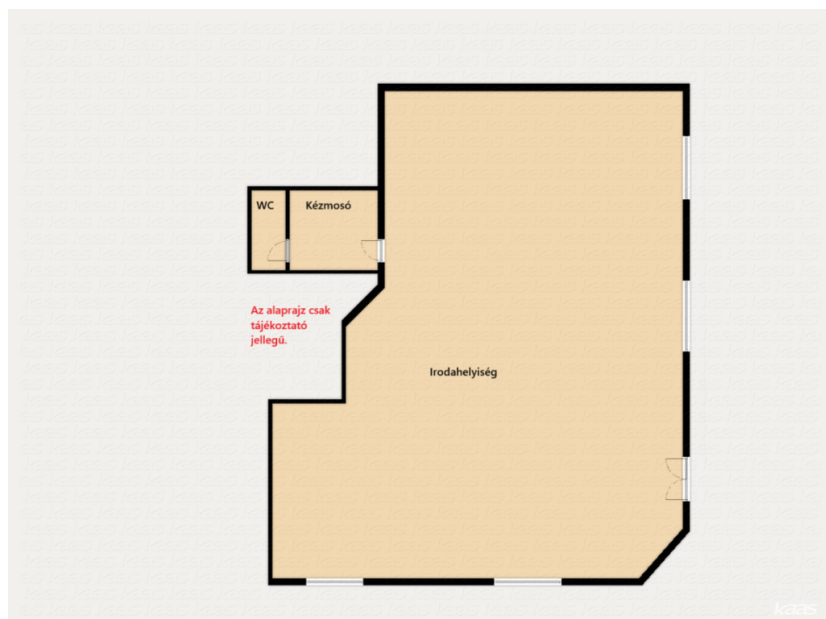 WC
Kézmosó
Az alaprajz csak
tájékoztató
jellegű.
Irodahelyiség
kaas